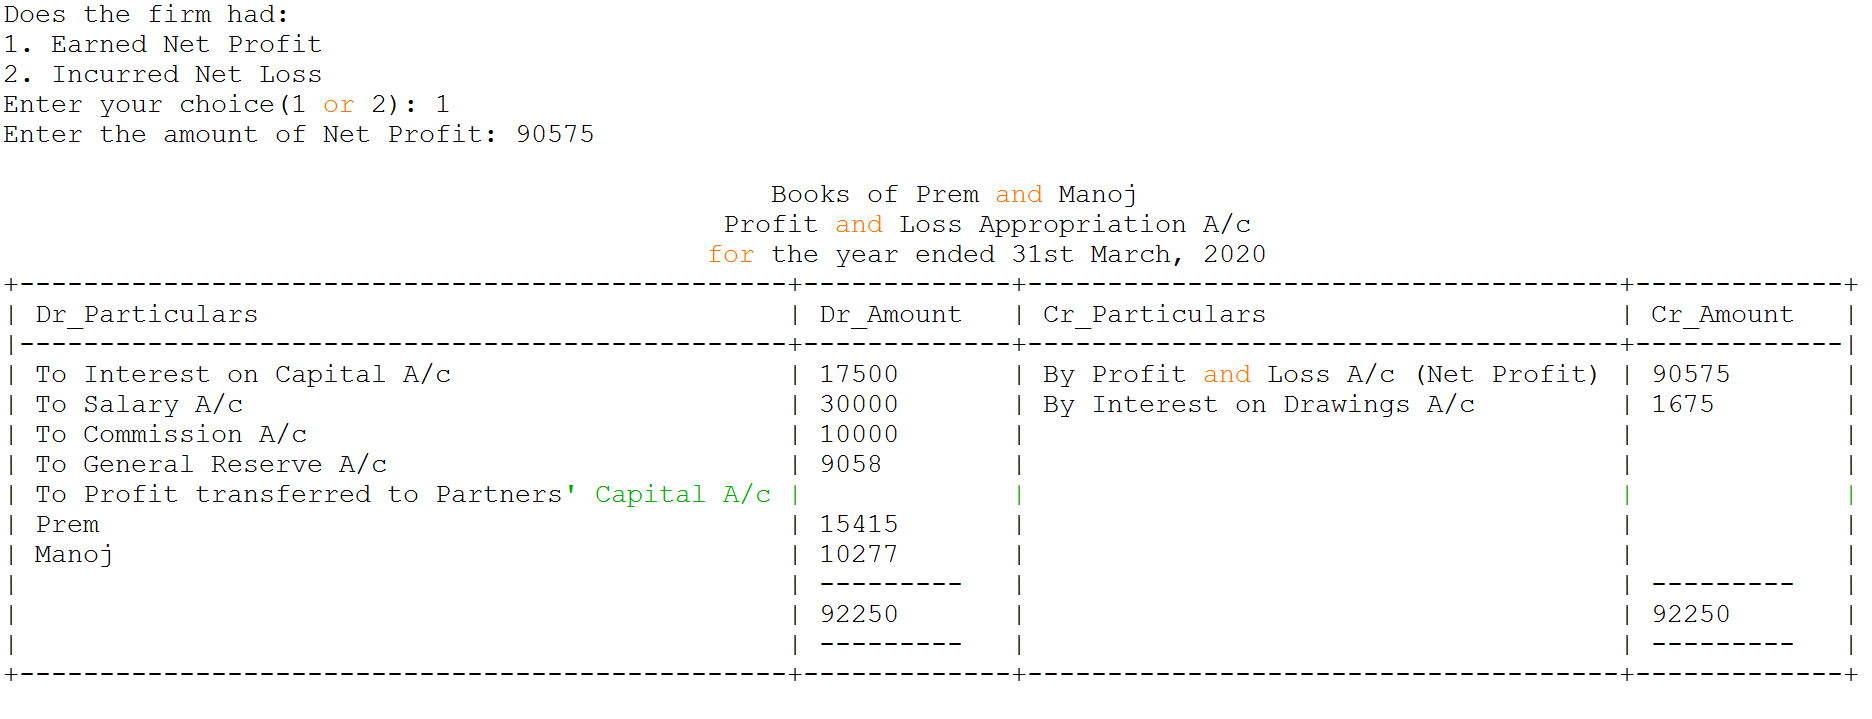 Does the firm had:
1. Earned Net Profit
2. Incurred Net Loss
Enter your choice(1 or 2): 1
Enter the amount of Net Profit: 90575
Books of Prem and Manoj
Profit and Loss Appropriation A/c
for the year ended 31st March, 2020
+------------------------------------------------+-------------+-------------------------------------+-------------+
| Dr_Particulars                                 | Dr_Amount   | Cr_Particulars                      | Cr_Amount   |
|------------------------------------------------+-------------+-------------------------------------+-------------|
| To Interest on Capital A/c                     | 17500       | By Profit and Loss A/c (Net Profit) | 90575       |
| To Salary A/c                                  | 30000       | By Interest on Drawings A/c         | 1675        |
| To Commission A/c                              | 10000       |                                     |             |
| To General Reserve A/c                         | 9058        |                                     |             |
| To Profit transferred to Partners' Capital A/c |             |                                     |             |
| Prem                                           | 15415       |                                     |             |
| Manoj                                          | 10277       |                                     |             |
|                                                | ---------   |                                     | ---------   |
|                                                | 92250       |                                     | 92250       |
|                                                | ---------   |                                     | ---------   |
+------------------------------------------------+-------------+-------------------------------------+-------------+